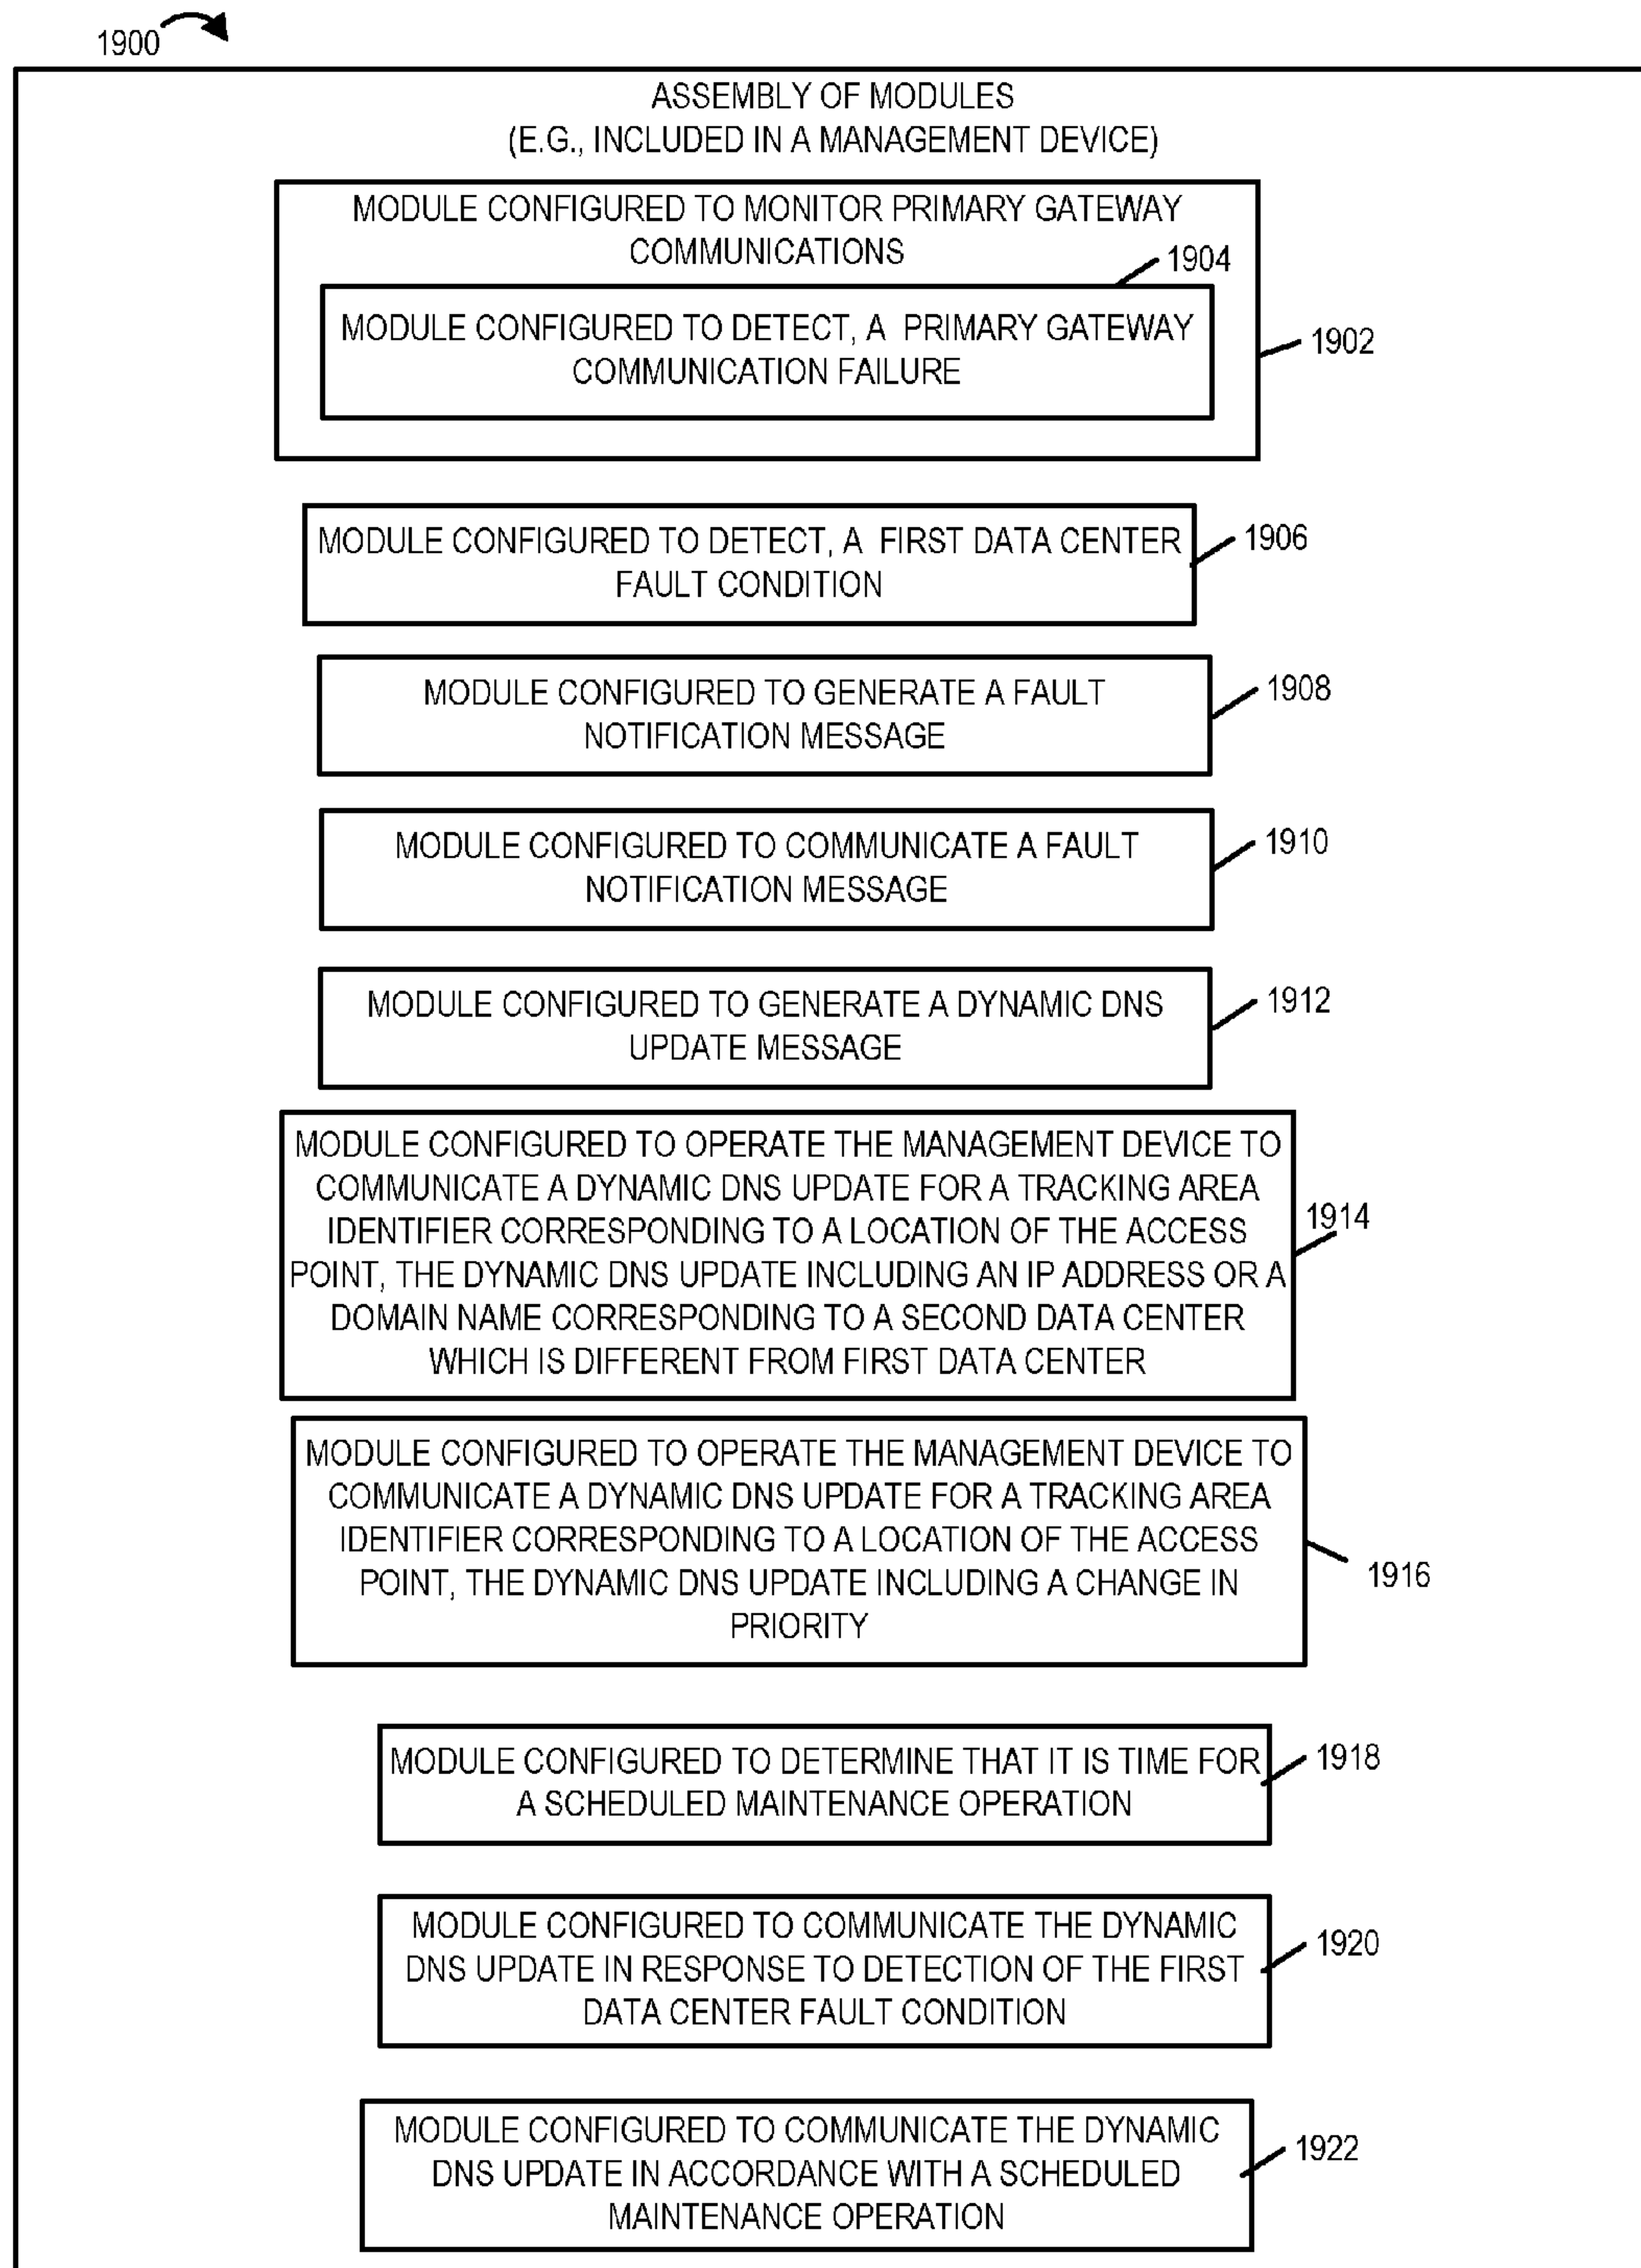 1900
ASSEMBLY OF MODULES
(E.G., INCLUDED IN A MANAGEMENT DEVICE)
MODULE CONFIGURED TO MONITOR PRIMARY GATEWAY
COMMUNICATIONS
1904
MODULE CONFIGURED TO DETECT, A PRIMARY GATEWAY
COMMUNICATION FAILURE
1902
MODULE CONFIGURED TO DETECT, A FIRST DATA CENTER
FAULT CONDITION
1906
MODULE CONFIGURED TO GENERATE A FAULT
NOTIFICATION MESSAGE
1908
MODULE CONFIGURED TO COMMUNICATE A FAULT
NOTIFICATION MESSAGE
1910
MODULE CONFIGURED TO GENERATE A DYNAMIC DNS
UPDATE MESSAGE
1912
MODULE CONFIGURED TO OPERATE THE MANAGEMENT DEVICE TO
COMMUNICATE A DYNAMIC DNS UPDATE FOR A TRACKING AREA
IDENTIFIER CORRESPONDING TO A LOCATION OF THE ACCESS
POINT, THE DYNAMIC DNS UPDATE INCLUDING AN IP ADDRESS OR A
DOMAIN NAME CORRESPONDING TO A SECOND DATA CENTER
WHICH IS DIFFERENT FROM FIRST DATA CENTER
1914
MODULE CONFIGURED TO OPERATE THE MANAGEMENT DEVICE TO
COMMUNICATE A DYNAMIC DNS UPDATE FOR A TRACKING AREA
IDENTIFIER CORRESPONDING TO A LOCATION OF THE ACCESS
POINT, THE DYNAMIC DNS UPDATE INCLUDING A CHANGE IN
PRIORITY
1916
MODULE CONFIGURED TO DETERMINE THAT IT IS TIME FOR
A SCHEDULED MAINTENANCE OPERATION
1918
MODULE CONFIGURED TO COMMUNICATE THE DYNAMIC
DNS UPDATE IN RESPONSE TO DETECTION OF THE FIRST
DATA CENTER FAULT CONDITION
1920
MODULE CONFIGURED TO COMMUNICATE THE DYNAMIC
DNS UPDATE IN ACCORDANCE WITH A SCHEDULED
MAINTENANCE OPERATION
1922